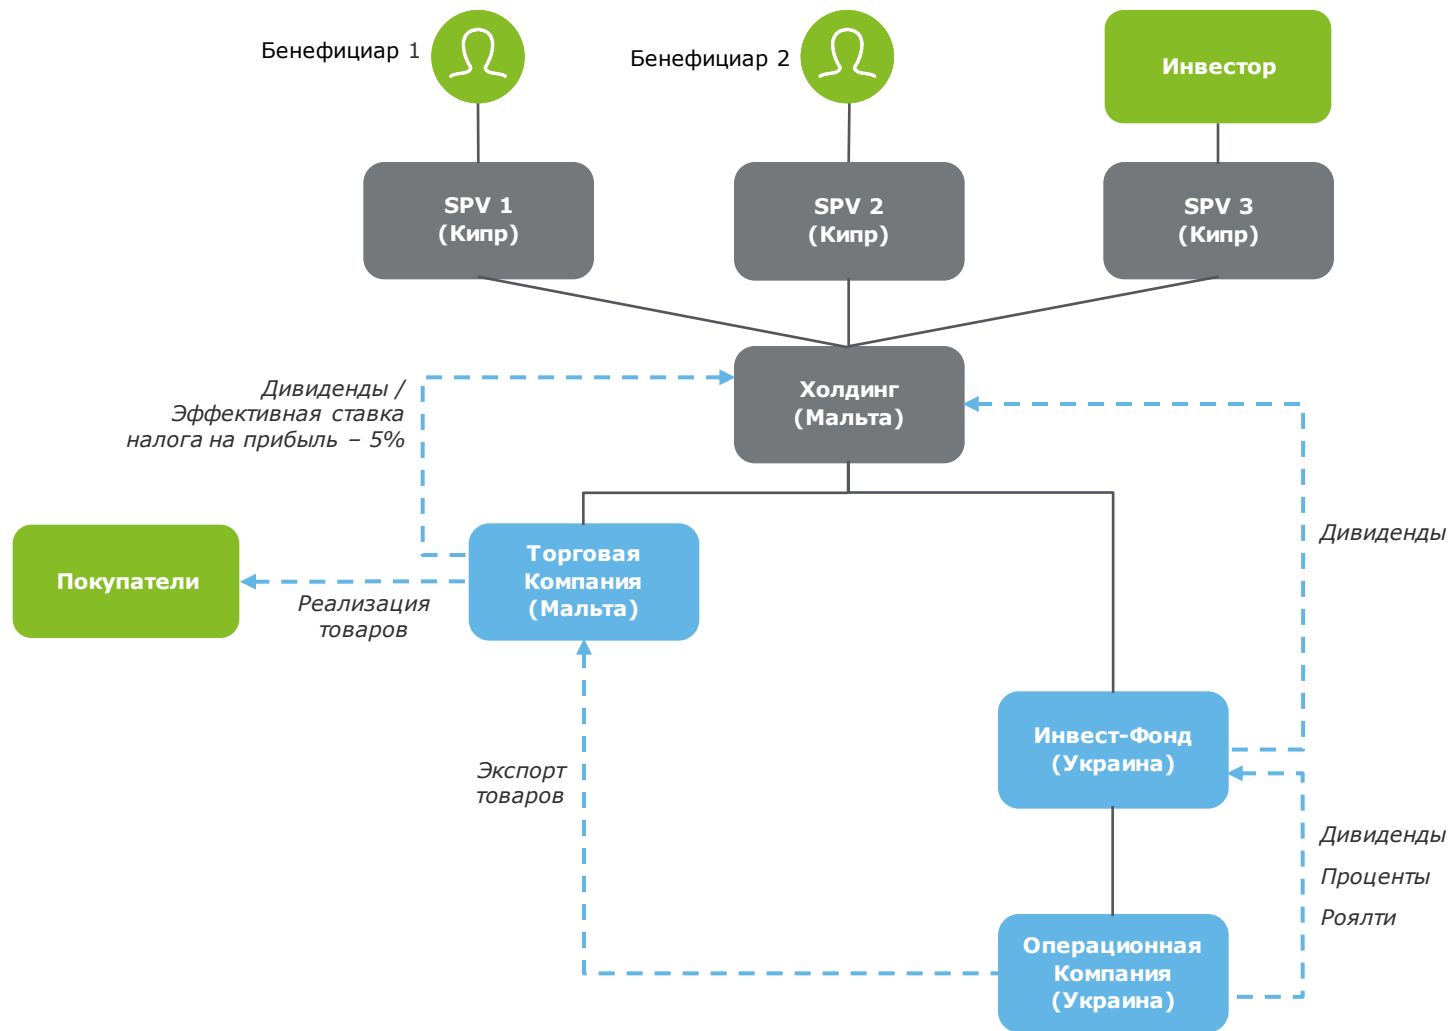 Бенефициар 1
Бенефициар 2
Инвестор
SPV 1
(Кипр)
SPV 2
(Кипр)
SPV 3
(Кипр)
Холдинг
(Мальта)
Дивиденды /
Эффективная ставка
налога на прибыль – 5%
Дивиденды
Покупатели
Реализация
товаров
Торговая
Компания
(Мальта)
Инвест-Фонд
(Украина)
Экспорт
товаров
Дивиденды
Проценты
Роялти
Операционная
Компания
(Украина)